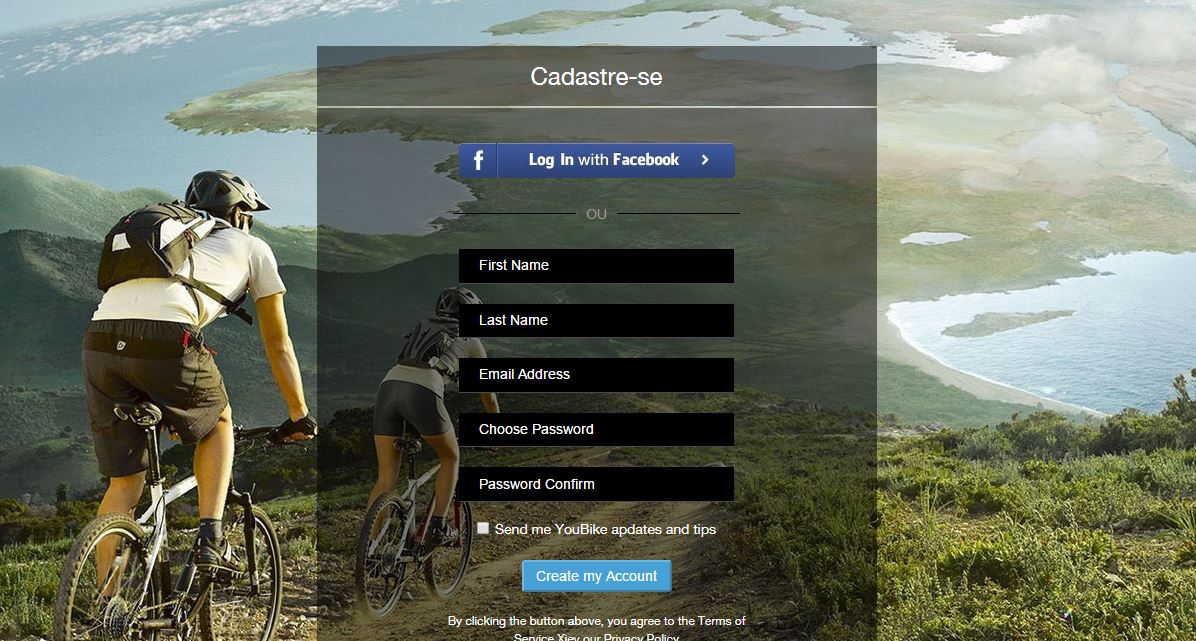 Cadastre-se
f Log In with Facebook >
OU
First Name
Last Name
Email Address
Choose Password
Password Confirm
Send me YouBike apdates and tips
Create my Account
By clicking the button above, you agree to the Terms of
Service Xiev our Privacy Policy